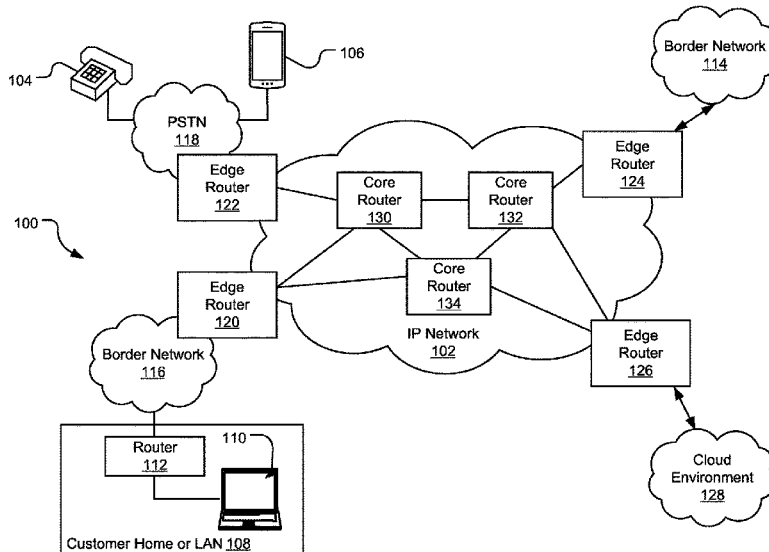 104
106
Border Network
114
PSTN
118
Edge
Router
122
Edge
Router
124
Core
Router
130
Core
Router
132
100
Core
Router
134
Edge
Router
120
IP Network
102
Edge
Router
126
Border Network
116
Router
112
110
Cloud
Environment
128
Customer Home or LAN 108